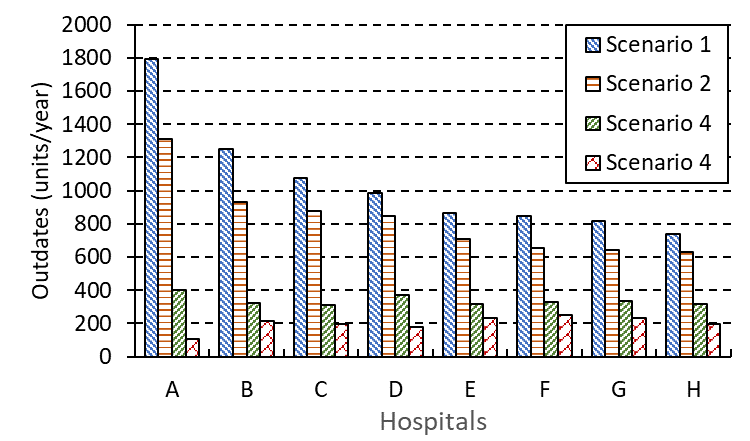 2000
1800
1600
1400
1200
1000
800
600
400
200
0
Outdates (units/year)
Scenario 1
Scenario 2
Scenario 4
Scenario 4
A B C D E F G H
Hospitals